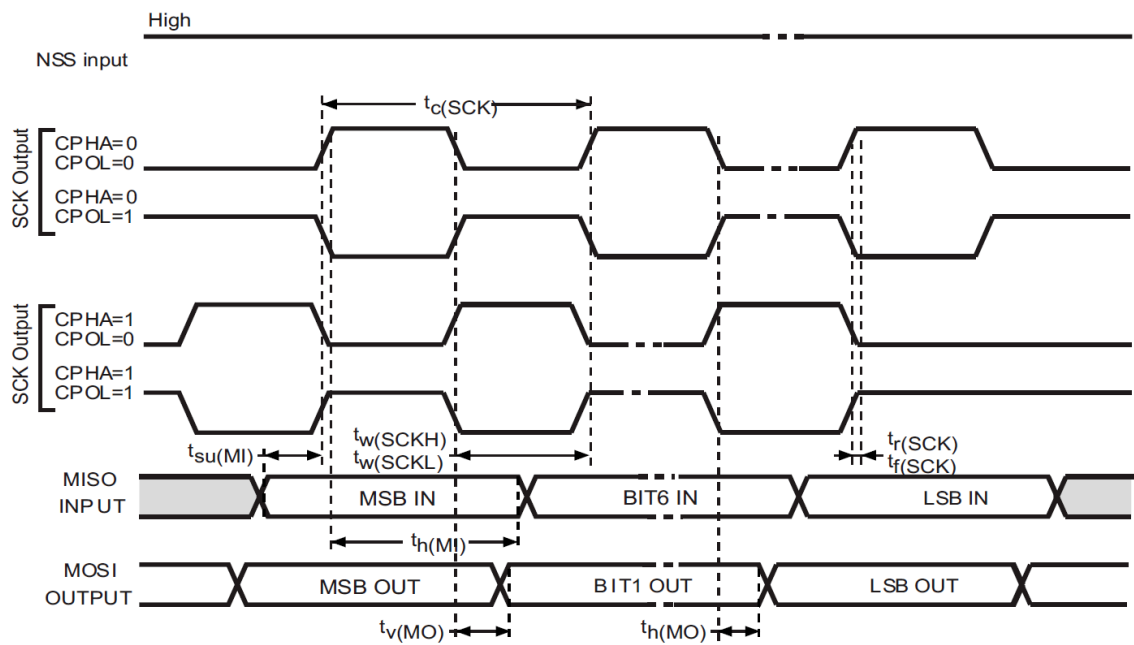 High
NSS input
tc(SCK)
SCK Output
CPHA=0
CPOL=0
CPHA=0
CPOL=1
SCK Output
CPHA=1
CPOL=0
CPHA=1
CPOL=1
tsu(MI)
tw(SCKH)
tw(SCKL)
tr(SCK)
tf(SCK)
MISO
INPUT
MSB IN
BIT6 IN
LSB IN
th(MI)
MOSI
OUTPUT
MSB OUT
BIT1 OUT
LSB OUT
tv(MO)
th(MO)